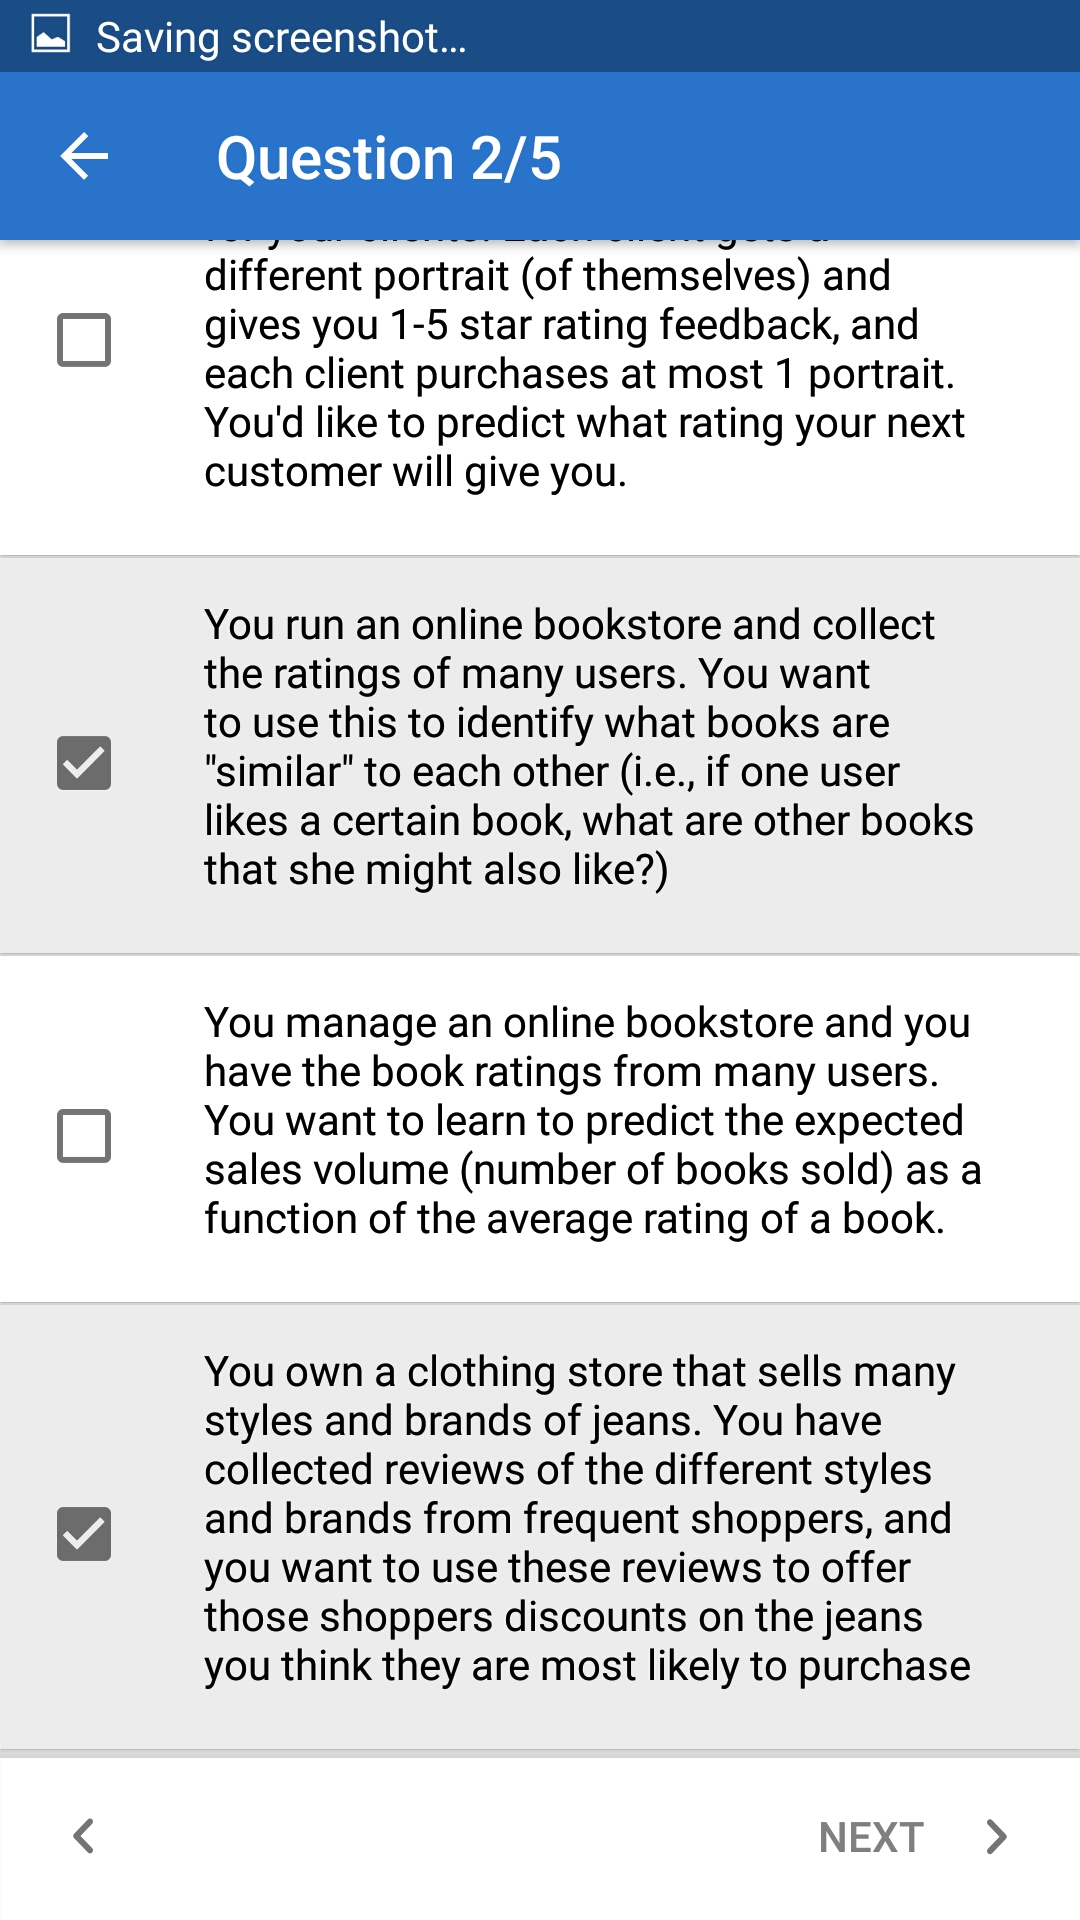 Saving screenshot...
Question 2/5
for your clients. Each client gets a
different portrait (of themselves) and
gives you 1-5 star rating feedback, and
each client purchases at most 1 portrait.
You'd like to predict what rating your next
customer will give you.
You run an online bookstore and collect
the ratings of many users. You want
to use this to identify what books are
"similar" to each other (i.e., if one user
likes a certain book, what are other books
that she might also like?)
You manage an online bookstore and you
have the book ratings from many users.
You want to learn to predict the expected
sales volume (number of books sold) as a
function of the average rating of a book.
You own a clothing store that sells many
styles and brands of jeans. You have
collected reviews of the different styles
and brands from frequent shoppers, and
you want to use these reviews to offer
those shoppers discounts on the jeans
you think they are most likely to purchase
NEXT